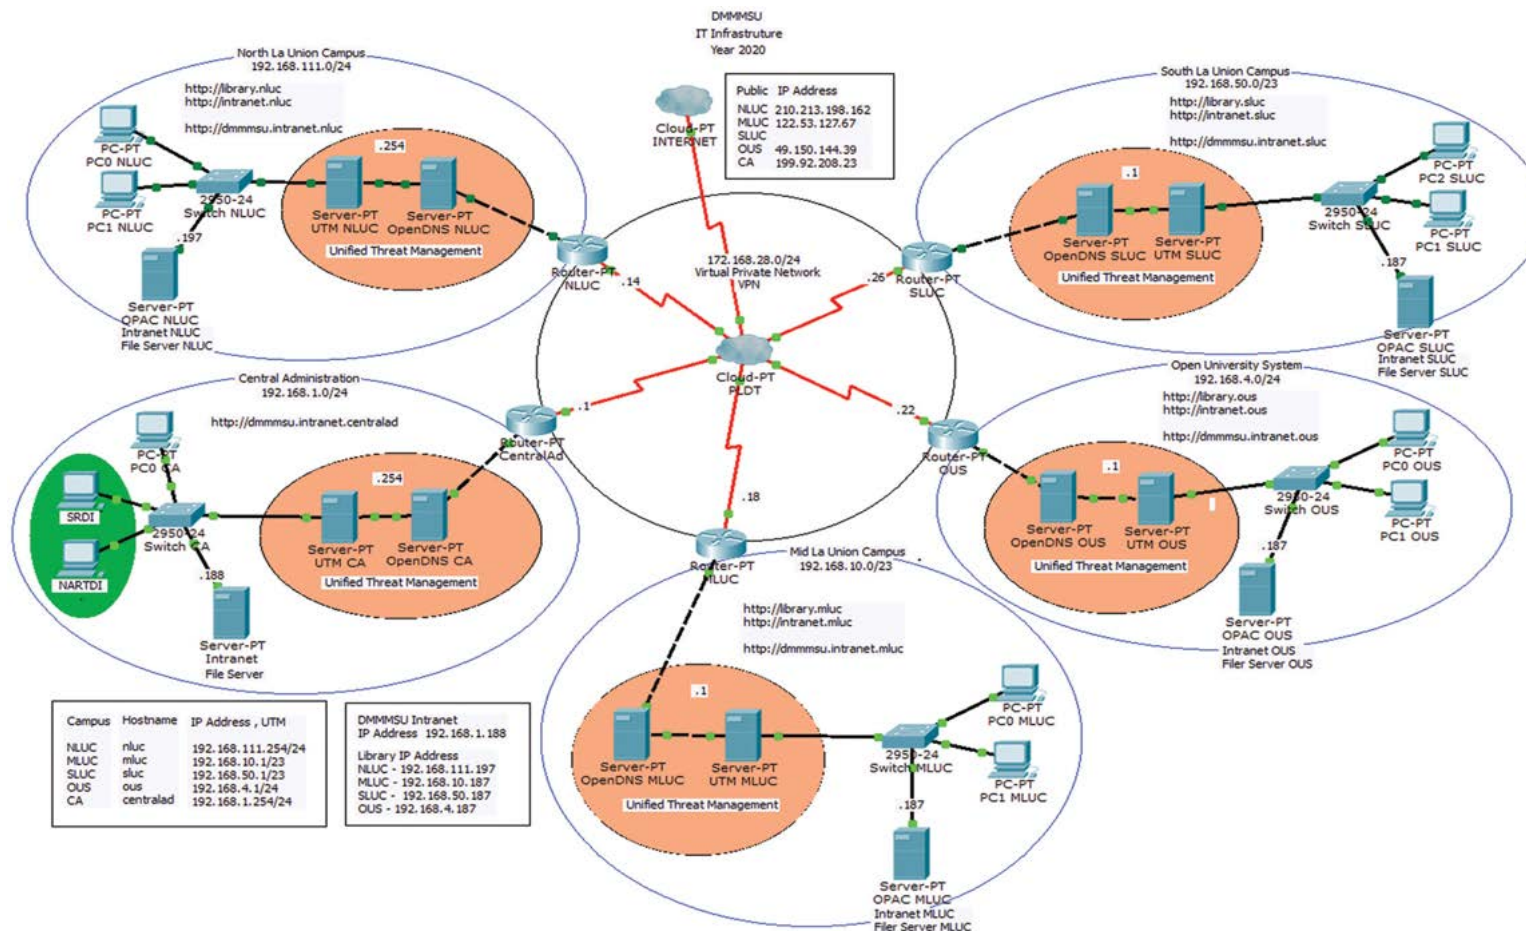 DMMMSU
IT Infrastruture
Year 2020
North La Union Campus
192.168.111.0/24
http://library.nluc
http://intranet.nluc
http://dmmmsu.intranet.nluc
PC-PT
PC0 NLUC
PC-PT
PC1 NLUC
2950-24
Switch NLUC
.197
Server-PT
OPAC NLUC
Intranet NLUC
File Server NLUC
.254
Server-PT
UTM NLUC
Server-PT
OpenDNS NLUC
Unified Threat Management
Router-PT
NLUC
.14
Cloud-PT
INTERNET
Public IP Address
NLUC 210.213.198.162
MLUC 122.53.127.67
SLUC
OUS 49.150.144.39
CA 199.92.208.23
172.168.28.0/24
Virtual Private Network
VPN
Cloud-PT
PLDT
South La Union Campus
192.168.50.0/23
http://library.sluc
http://intranet.sluc
http://dmmmsu.intranet.sluc
.26
Router-PT
SLUC
.1
Server-PT
OpenDNS SLUC
Server-PT
UTM SLUC
Unified Threat Management
2950-24
Switch SLUC
PC-PT
PC2 SLUC
PC-PT
PC1 SLUC
.187
Server-PT
OPAC SLUC
Intranet SLUC
File Server SLUC
Central Administration
192.168.1.0/24
http://dmmmsu.intranet.centralad
PC-PT
PC0 CA
SRDI
NARTDI
2950-24
Switch CA
.188
Server-PT
Intranet
File Server
.254
Server-PT
UTM CA
Server-PT
OpenDNS CA
Unified Threat Management
Router-PT
CentralAd
.1
Open University System
192.168.4.0/24
http://library.ous
http://intranet.ous
http://dmmmsu.intranet.ous
.22
Router-PT
OUS
.1
Server-PT
OpenDNS OUS
Server-PT
UTM OUS
Unified Threat Management
2950-24
Switch OUS
PC-PT
PC0 OUS
PC-PT
PC1 OUS
.187
Server-PT
OPAC OUS
Intranet OUS
Filer Server OUS
.18
Router-PT
MLUC
Mid La Union Campus
192.168.10.0/23
http://library.mluc
http://intranet.mluc
http://dmmmsu.intranet.mluc
.1
Server-PT
OpenDNS MLUC
Server-PT
UTM MLUC
Unified Threat Management
2950-24
Switch MLUC
PC-PT
PC0 MLUC
PC-PT
PC1 MLUC
.187
Server-PT
OPAC MLUC
Intranet MLUC
Filer Server MLUC
Campus Hostname IP Address , UTM
NLUC nluc 192.168.111.254/24
MLUC mluc 192.168.10.1/23
SLUC sluc 192.168.50.1/23
OUS ous 192.168.4.1/24
CA centralad 192.168.1.254/24
DMMMSU Intranet
IP Address 192.168.1.188
Library IP Address
NLUC - 192.168.111.197
MLUC - 192.168.10.187
SLUC - 192.168.50.187
OUS - 192.168.4.187